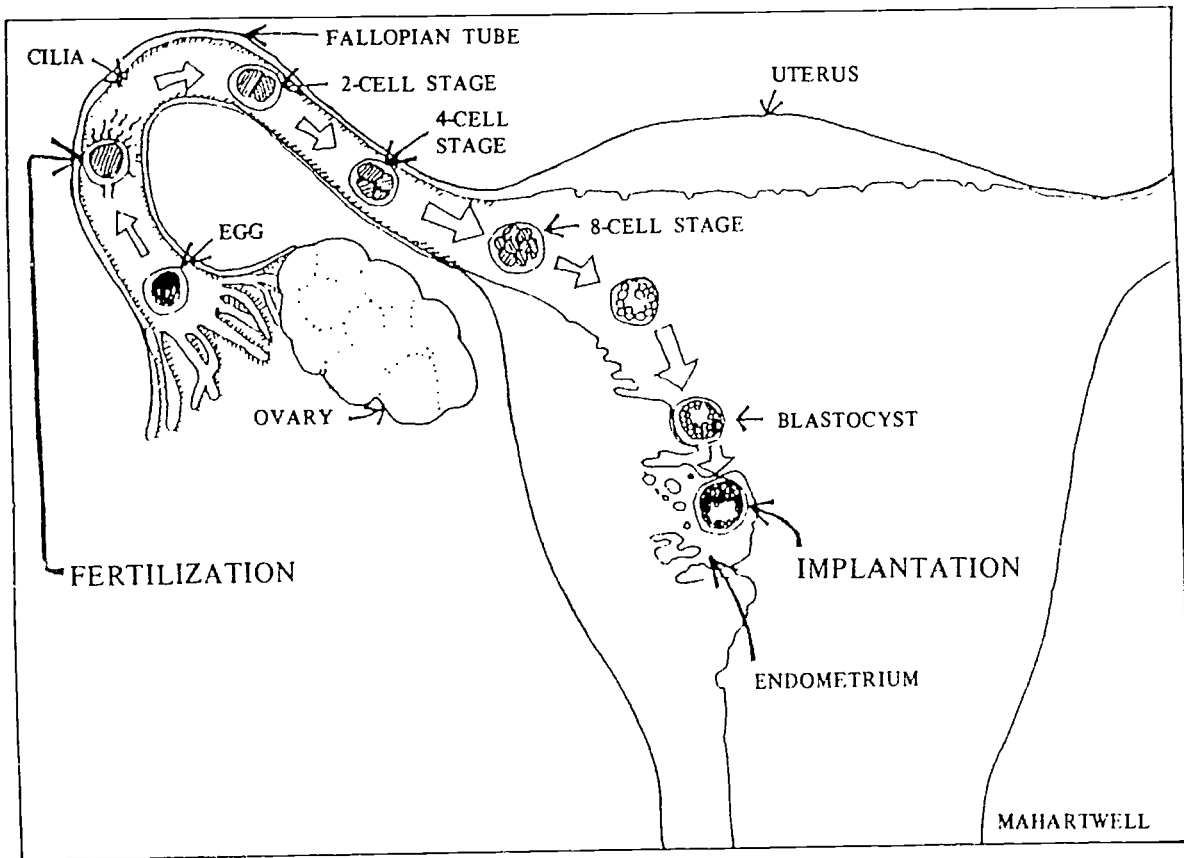 FALLOPIAN TUBE
CILIA
2-CELL STAGE
UTERUS
4-CELL
STAGE
8-CELL STAGE
EGG
OVARY
BLASTOCYST
FERTILIZATION
IMPLANTATION
ENDOMETRIUM
MAHARTWELL